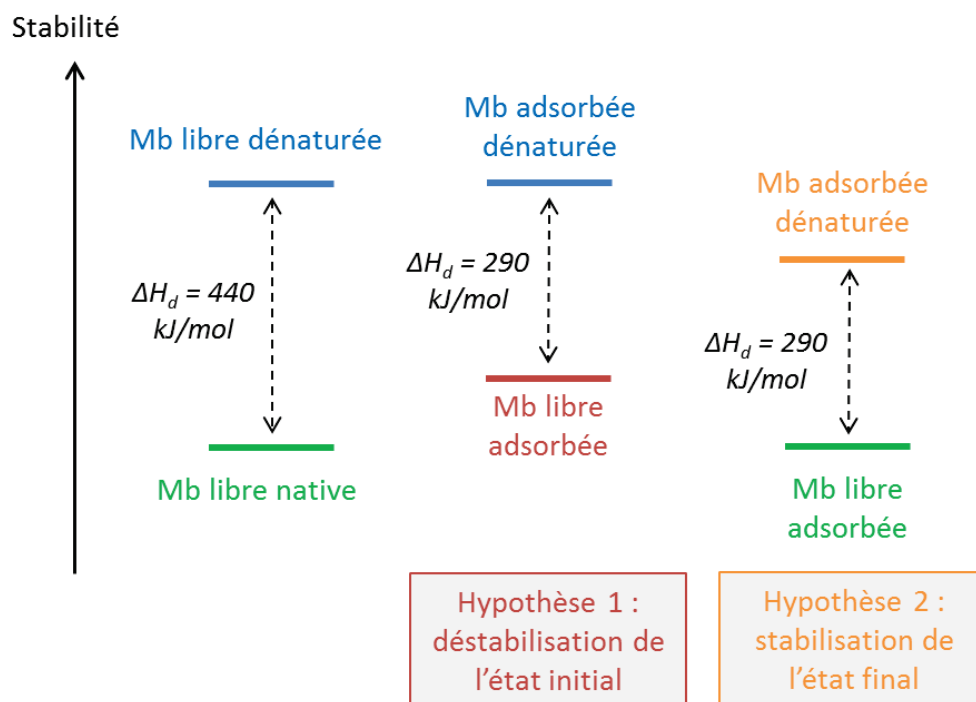 Stabilité
Mb libre dénaturée
ΔHd = 440
kJ/mol
Mb libre native
Mb adsorbée
dénaturée
ΔHd = 290
kJ/mol
Mb libre
adsorbée
Hypothèse 1 :
déstabilisation de
l'état initial
Mb adsorbée
dénaturée
ΔHd = 290
kJ/mol
Mb libre
adsorbée
Hypothèse 2 :
stabilisation de
l'état final